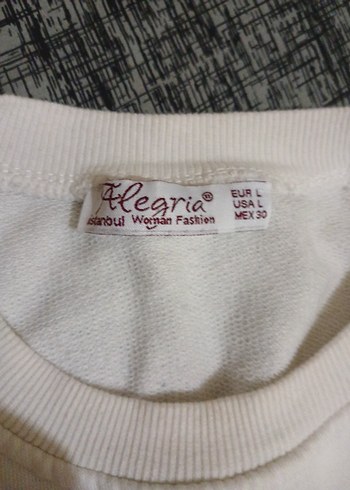 Alegria®
Istanbul Woman Fashion
EUR L
USA L
MEX 30